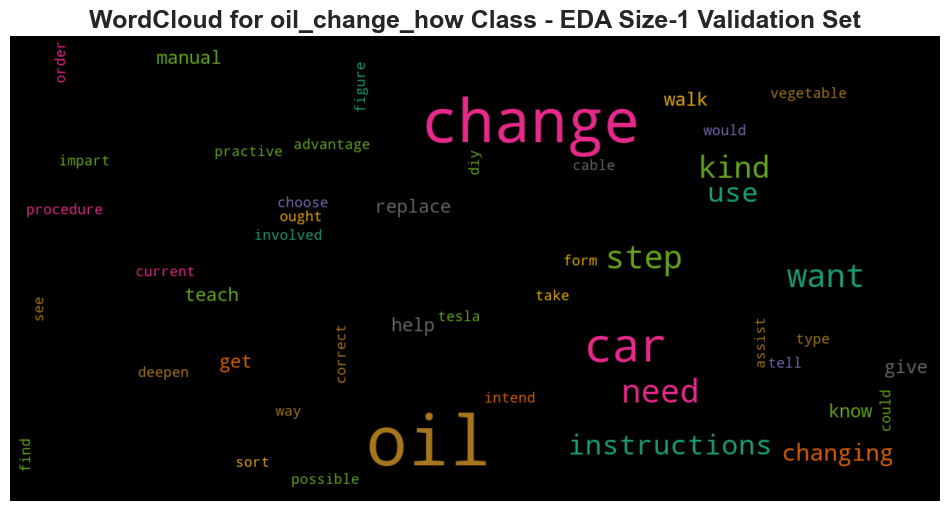 WordCloud for oil_change_how Class - EDA Size-1 Validation Set
order
manual
figure
change
walk
vegetable
would
practive
advantage
impart
diy
cable
kind
use
procedure
choose
ought
replace
involved
step
form
want
current
teach
take
see
tesla
help
correct
car
assist
type
tell
get
deepen
give
need
intend
way
know
could
oil
instructions
changing
find
sort
possible